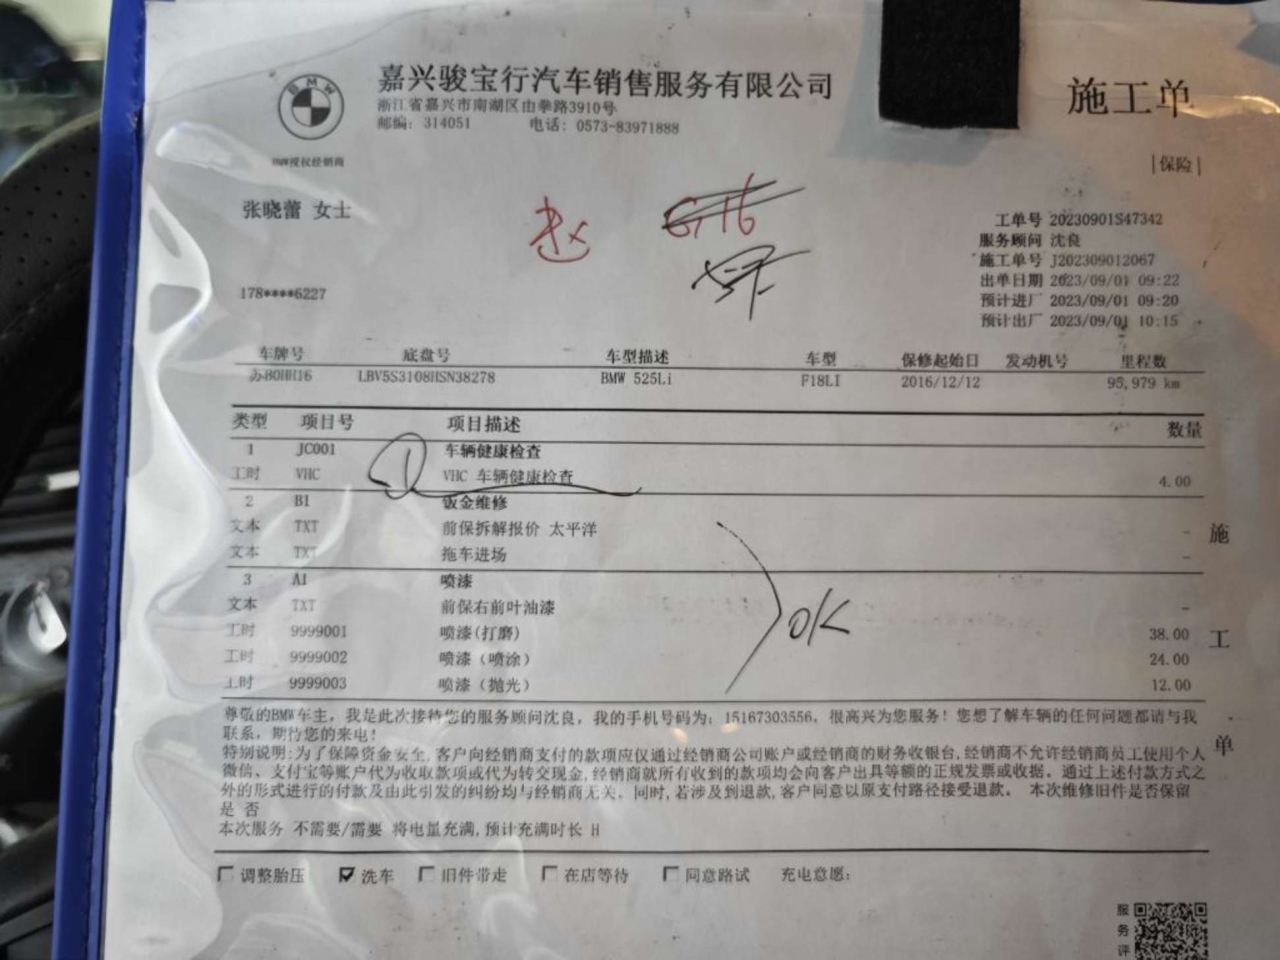 BMW
嘉兴骏宝行汽车销售服务有限公司
浙江省嘉兴市南湖区由拳路3910号
邮编: 314051 电话: 0573-83971888
BMW授权经销商
施工单
|保险|
张晓蕾 女士
178****6227
工单号 20230901S47342
服务顾问 沈良
施工单号 J202309012067
出单日期 2023/09/01 09:22
预计进厂 2023/09/01 09:20
预计出厂 2023/09/01 10:15
车牌号 底盘号 车型描述 车型 保修起始日 发动机号 里程数
苏B0HH16 LBV5S3108HSN38278 BMW 525Li F18LI 2016/12/12 95,979 km
类型 项目号 项目描述 数量
1 JC001 车辆健康检查
工时 VHC VHC 车辆健康检查 4.00
2 B1 钣金维修
文本 TXT 前保拆解报价 太平洋 -
文本 TXT 拖车进场 -
3 A1 喷漆
文本 TXT 前保右前叶油漆 -
工时 9999001 喷漆(打磨) 38.00
工时 9999002 喷漆（喷涂） 24.00
工时 9999003 喷漆（抛光） 12.00
①
OK
施工单
尊敬的BMW车主, 我是此次接待您的服务顾问沈良, 我的手机号码为: 15167303556, 很高兴为您服务! 您想了解车辆的任何问题都请与我
联系, 期待您的来电!
特别说明:为了保障资金安全,客户向经销商支付的款项应仅通过经销商公司账户或经销商的财务收银台,经销商不允许经销商员工使用个人
微信、支付宝等账户代为收取款项或代为转交现金,经销商就所有收到的款项均会向客户出具等额的正规发票或收据。通过上述付款方式之
外的形式进行的付款及由此引发的纠纷均与经销商无关。同时,若涉及到退款,客户同意以原支付路径接受退款。 本次维修旧件是否保留
是 否
本次服务 不需要/需要 将电量充满,预计充满时长 H
调整胎压 洗车 旧件带走 在店等待 同意路试 充电意愿:
服务评